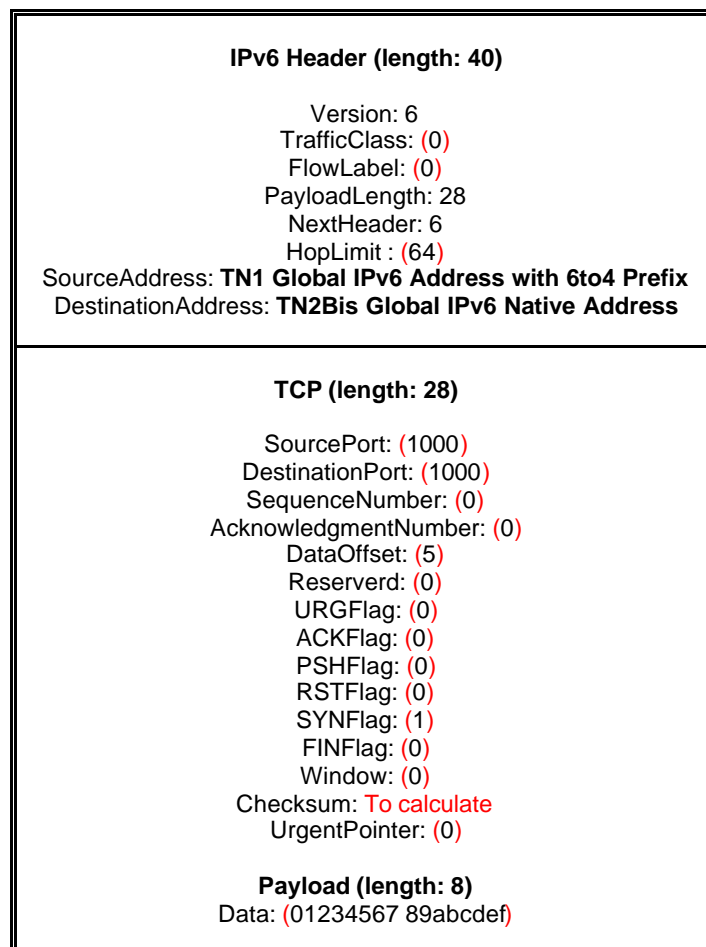 IPv6 Header (length: 40)
Version: 6
TrafficClass: (0)
FlowLabel: (0)
PayloadLength: 28
NextHeader: 6
HopLimit : (64)
SourceAddress: TN1 Global IPv6 Address with 6to4 Prefix
DestinationAddress: TN2Bis Global IPv6 Native Address
TCP (length: 28)
SourcePort: (1000)
DestinationPort: (1000)
SequenceNumber: (0)
AcknowledgmentNumber: (0)
DataOffset: (5)
Reserverd: (0)
URGFlag: (0)
ACKFlag: (0)
PSHFlag: (0)
RSTFlag: (0)
SYNFlag: (1)
FINFlag: (0)
Window: (0)
Checksum: To calculate
UrgentPointer: (0)
Payload (length: 8)
Data: (01234567 89abcdef)